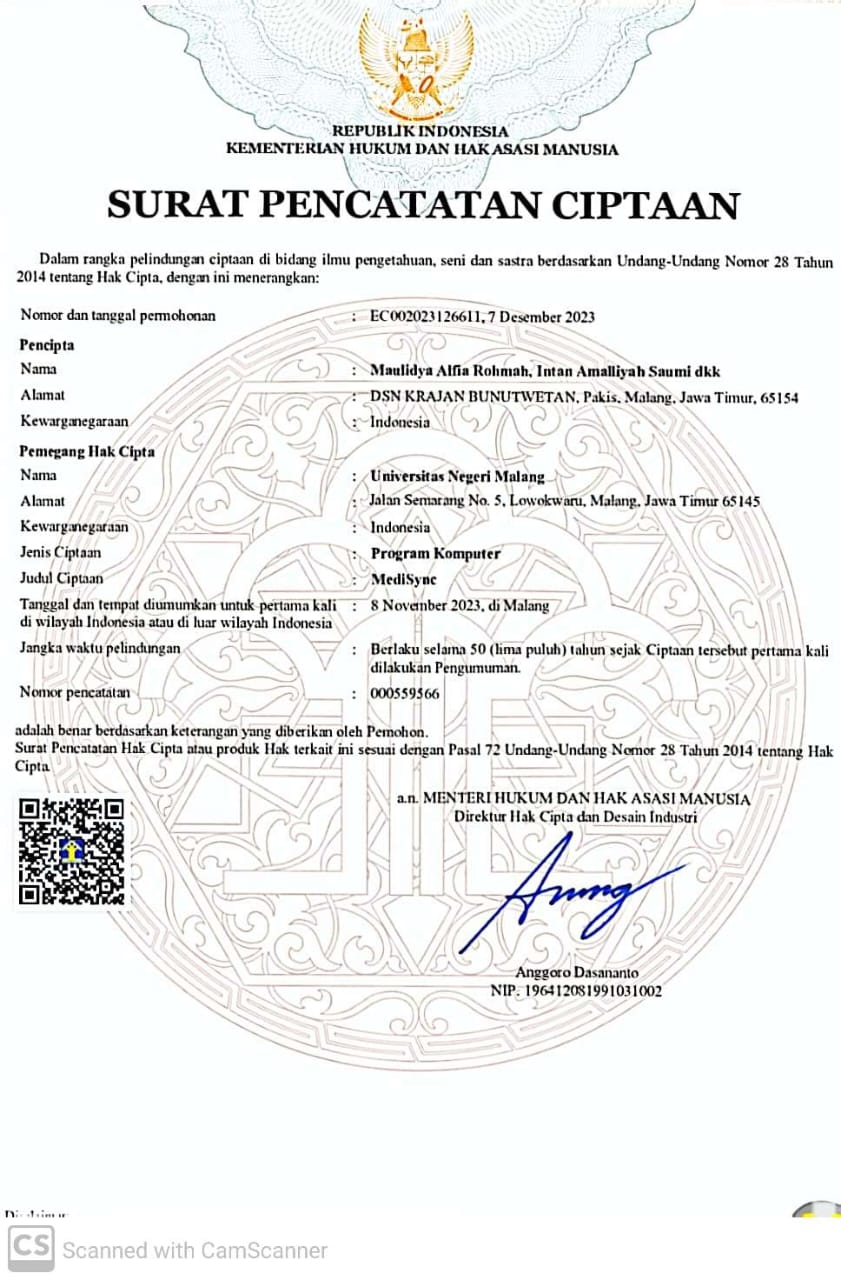 REPUBLIK INDONESIA
KEMENTERIAN HUKUM DAN HAK ASASI MANUSIA
SURAT PENCATATAN CIPTAAN
Dalam rangka pelindungan ciptaan di bidang ilmu pengetahuan, seni dan sastra berdasarkan Undang-Undang Nomor 28 Tahun
2014 tentang Hak Cipta, dengan ini menerangkan:
Nomor dan tanggal permohonan : EC002023126611, 7 Desember 2023
Pencipta
Nama : Maulidya Alfia Rohmah, Intan Amalliyah Saumi dkk
Alamat : DSN KRAJAN BUNUTWETAN, Pakis, Malang, Jawa Timur, 65154
Kewarganegaraan : Indonesia
Pemegang Hak Cipta
Nama : Universitas Negeri Malang
Alamat : Jalan Semarang No. 5, Lowokwaru, Malang, Jawa Timur 65145
Kewarganegaraan : Indonesia
Jenis Ciptaan : Program Komputer
Judul Ciptaan : MediSync
Tanggal dan tempat diumumkan untuk pertama kali : 8 November 2023, di Malang
di wilayah Indonesia atau di luar wilayah Indonesia
Jangka waktu pelindungan : Berlaku selama 50 (lima puluh) tahun sejak Ciptaan tersebut pertama kali
dilakukan Pengumuman.
Nomor pencatatan : 000559566
adalah benar berdasarkan keterangan yang diberikan oleh Pemohon.
Surat Pencatatan Hak Cipta atau produk Hak terkait ini sesuai dengan Pasal 72 Undang-Undang Nomor 28 Tahun 2014 tentang Hak
Cipta.
a.n. MENTERI HUKUM DAN HAK ASASI MANUSIA
Direktur Hak Cipta dan Desain Industri
Anggoro Dasananto
NIP. 196412081991031002
CS Scanned with CamScanner